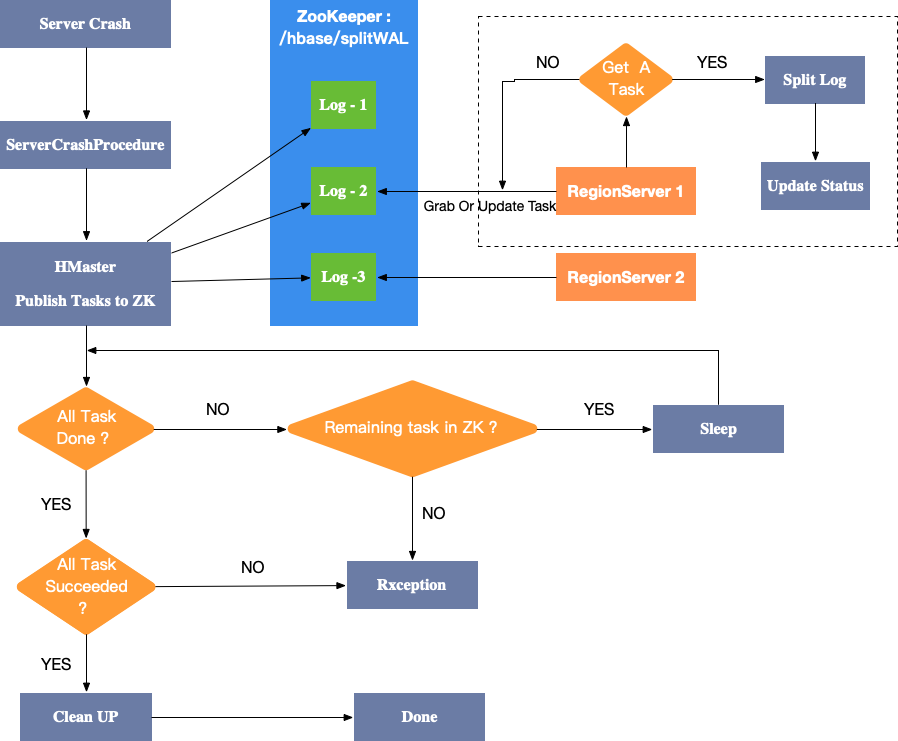 Server Crash
ServerCrashProcedure
HMaster
Publish Tasks to ZK
ZooKeeper :
/hbase/splitWAL
Log - 1
Log - 2
Log -3
NO
Get A
Task
YES
Split Log
Update Status
RegionServer 1
Grab Or Update Task
RegionServer 2
All Task
Done ?
NO
Remaining task in ZK ?
YES
Sleep
YES
NO
All Task
Succeeded
?
NO
Rxception
YES
Clean UP
Done